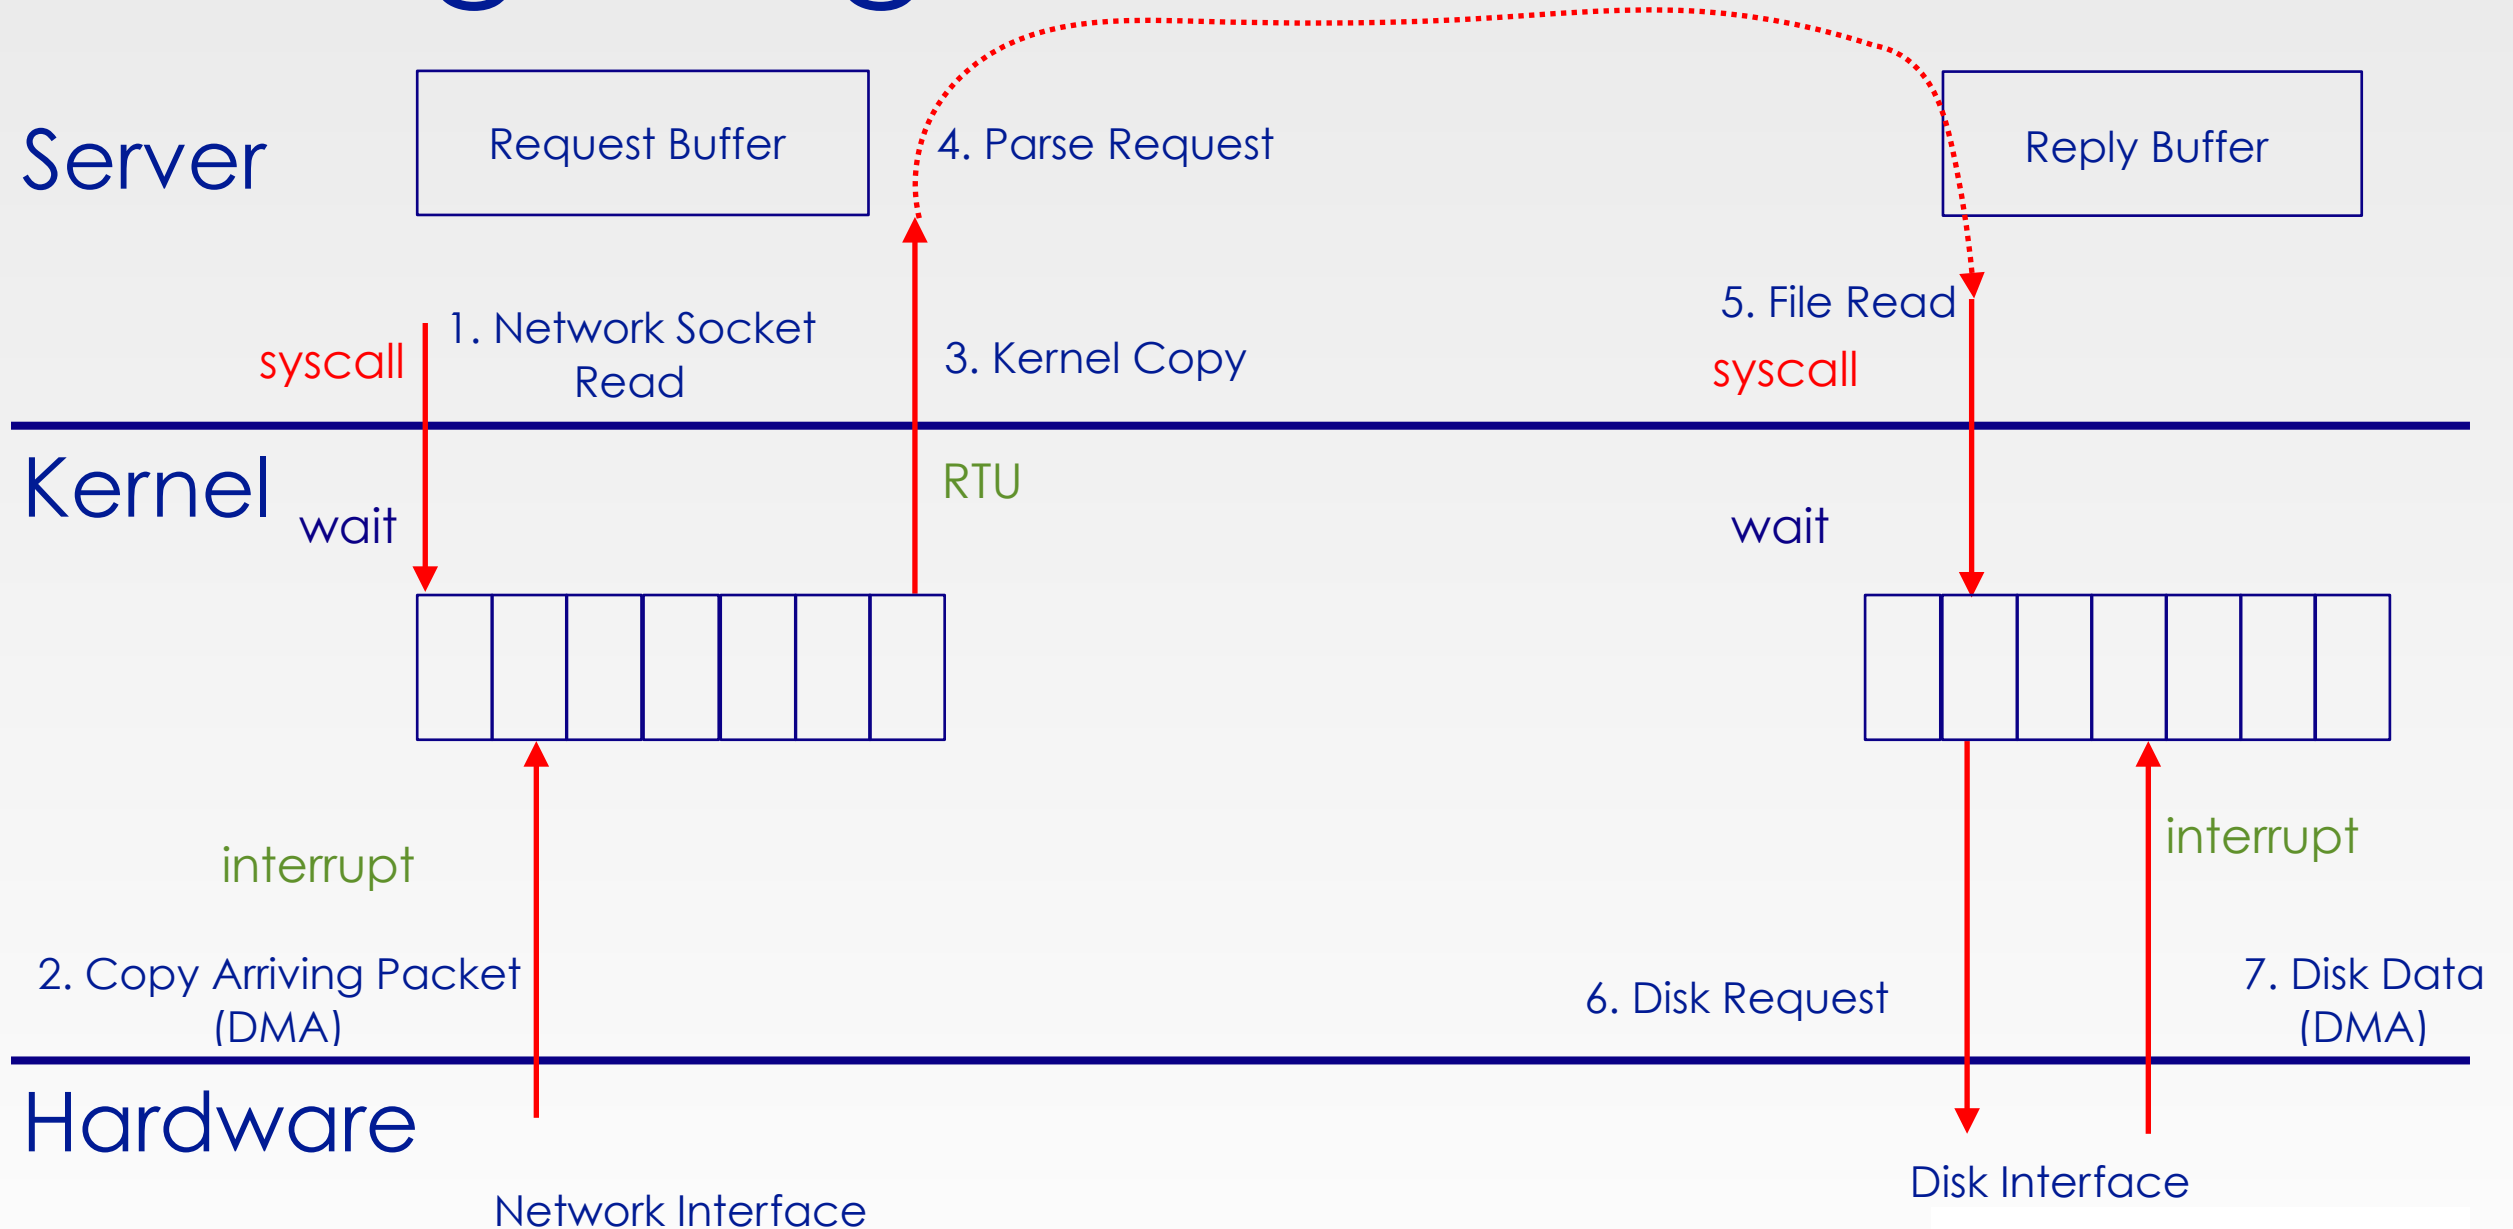 Server
Request Buffer
4. Parse Request
Reply Buffer
syscall
1. Network Socket
Read
3. Kernel Copy
5. File Read
syscall
Kernel
wait
RTU
wait
interrupt
interrupt
2. Copy Arriving Packet
(DMA)
6. Disk Request
7. Disk Data
(DMA)
Hardware
Network Interface
Disk Interface